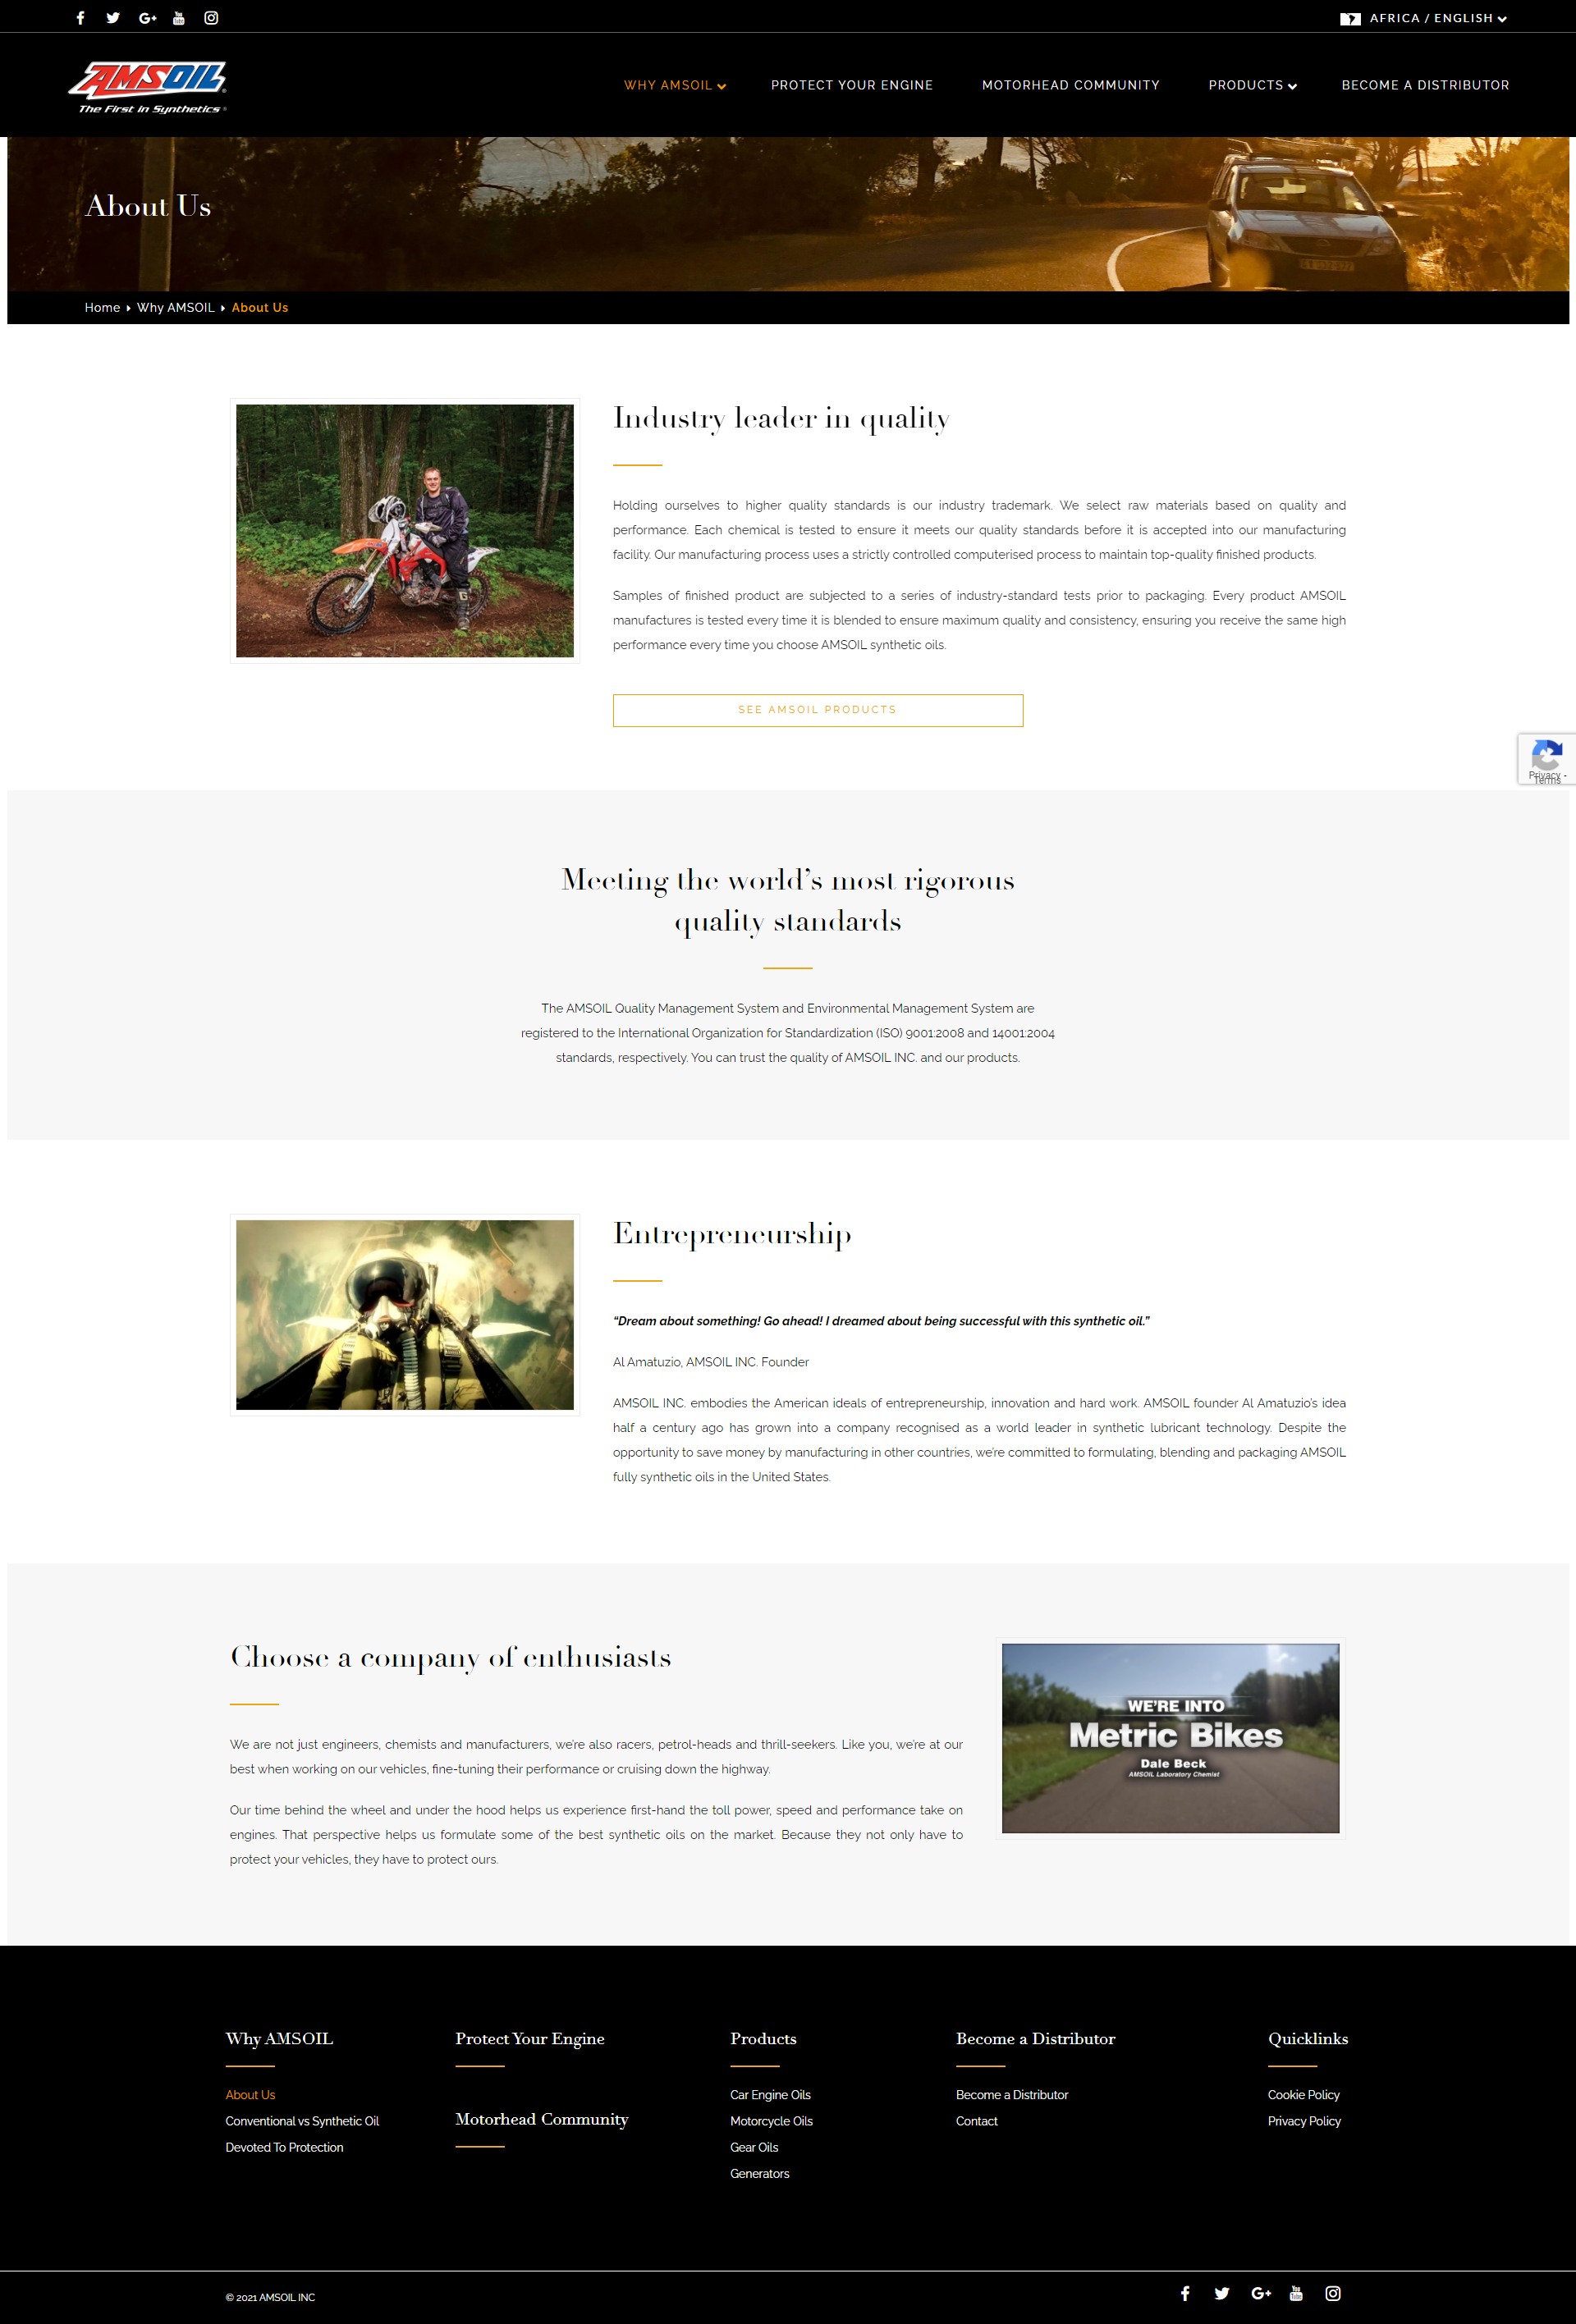 AFRICA / ENGLISH
AMSOIL
The First in Synthetics
WHY AMSOIL
PROTECT YOUR ENGINE
MOTORHEAD COMMUNITY
PRODUCTS
BECOME A DISTRIBUTOR
About Us
Home Why AMSOIL About Us
Industry leader in quality
Holding ourselves to higher quality standards is our industry trademark. We select raw materials based on quality and
performance. Each chemical is tested to ensure it meets our quality standards before it is accepted into our manufacturing
facility. Our manufacturing process uses a strictly controlled computerised process to maintain top-quality finished products.
Samples of finished product are subjected to a series of industry-standard tests prior to packaging. Every product AMSOIL
manufactures is tested every time it is blended to ensure maximum quality and consistency, ensuring you receive the same high
performance every time you choose AMSOIL synthetic oils.
SEE AMSOIL PRODUCTS
Privacy -
Terms
Meeting the world’s most rigorous
quality standards
The AMSOIL Quality Management System and Environmental Management System are
registered to the International Organization for Standardization (ISO) 9001:2008 and 14001:2004
standards, respectively. You can trust the quality of AMSOIL INC. and our products.
Entrepreneurship
“Dream about something! Go ahead! I dreamed about being successful with this synthetic oil.”
Al Amatuzio, AMSOIL INC. Founder
AMSOIL INC. embodies the American ideals of entrepreneurship, innovation and hard work. AMSOIL founder Al Amatuzio’s idea
half a century ago has grown into a company recognised as a world leader in synthetic lubricant technology. Despite the
opportunity to save money by manufacturing in other countries, we’re committed to formulating, blending and packaging AMSOIL
fully synthetic oils in the United States.
Choose a company of enthusiasts
We are not just engineers, chemists and manufacturers, we’re also racers, petrol-heads and thrill-seekers. Like you, we’re at our
best when working on our vehicles, fine-tuning their performance or cruising down the highway.
Our time behind the wheel and under the hood helps us experience first-hand the toll power, speed and performance take on
engines. That perspective helps us formulate some of the best synthetic oils on the market. Because they not only have to
protect your vehicles, they have to protect ours.
WE'RE INTO
Metric Bikes
Dale Beck
AMSOIL Laboratory Chemist
Why AMSOIL
About Us
Conventional vs Synthetic Oil
Devoted To Protection
Protect Your Engine
Motorhead Community
Products
Car Engine Oils
Motorcycle Oils
Gear Oils
Generators
Become a Distributor
Become a Distributor
Contact
Quicklinks
Cookie Policy
Privacy Policy
© 2021 AMSOIL INC